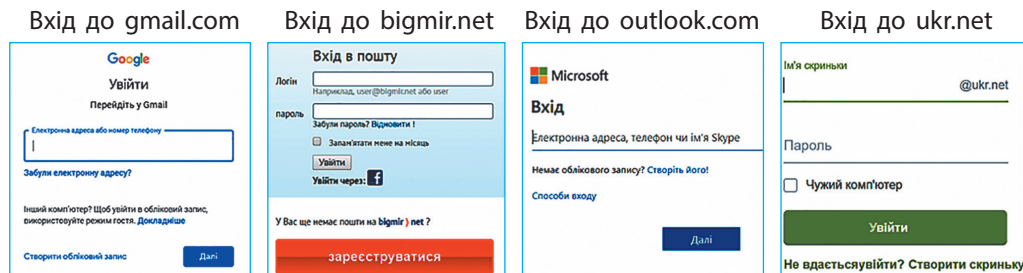 Вхід до gmail.com
Google
Увійти
Перейдіть у Gmail
Електронна адреса або номер телефону
Забули електронну адресу?
Інший комп'ютер? Щоб увійти в обліковий запис,
використовуйте режим гостя. Докладніше
Створити обліковий запис
Далі
Вхід до bigmir.net
Вхід в пошту
Логін
Наприклад, user@bigmir.net або user
пароль
Забули пароль? Відновити !
Запам'ятати мене на місяць
Увійти
Увійти через: f
У Вас ще немає пошти на bigmir ) net ?
зареєструватися
Вхід до outlook.com
Microsoft
Вхід
Електронна адреса, телефон чи ім'я Skype
Немає облікового запису? Створіть його!
Способи входу
Далі
Вхід до ukr.net
Ім'я скриньки
@ukr.net
Пароль
Чужий комп'ютер
Увійти
Не вдаєтьсяувійти? Створити скриньку